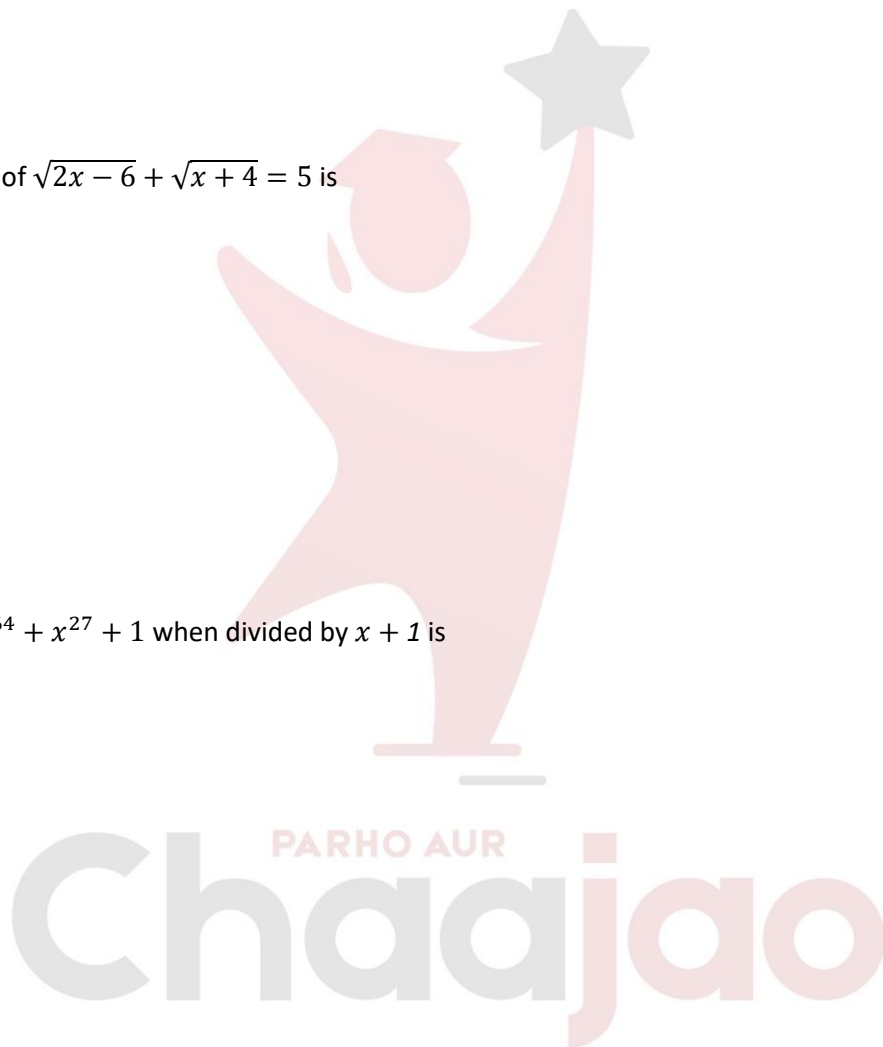 of √(2x − 6) + √(x + 4) = 5 is
+ x²⁷ + 1 when divided by x + 1 is
PARHO AUR
Chaajao